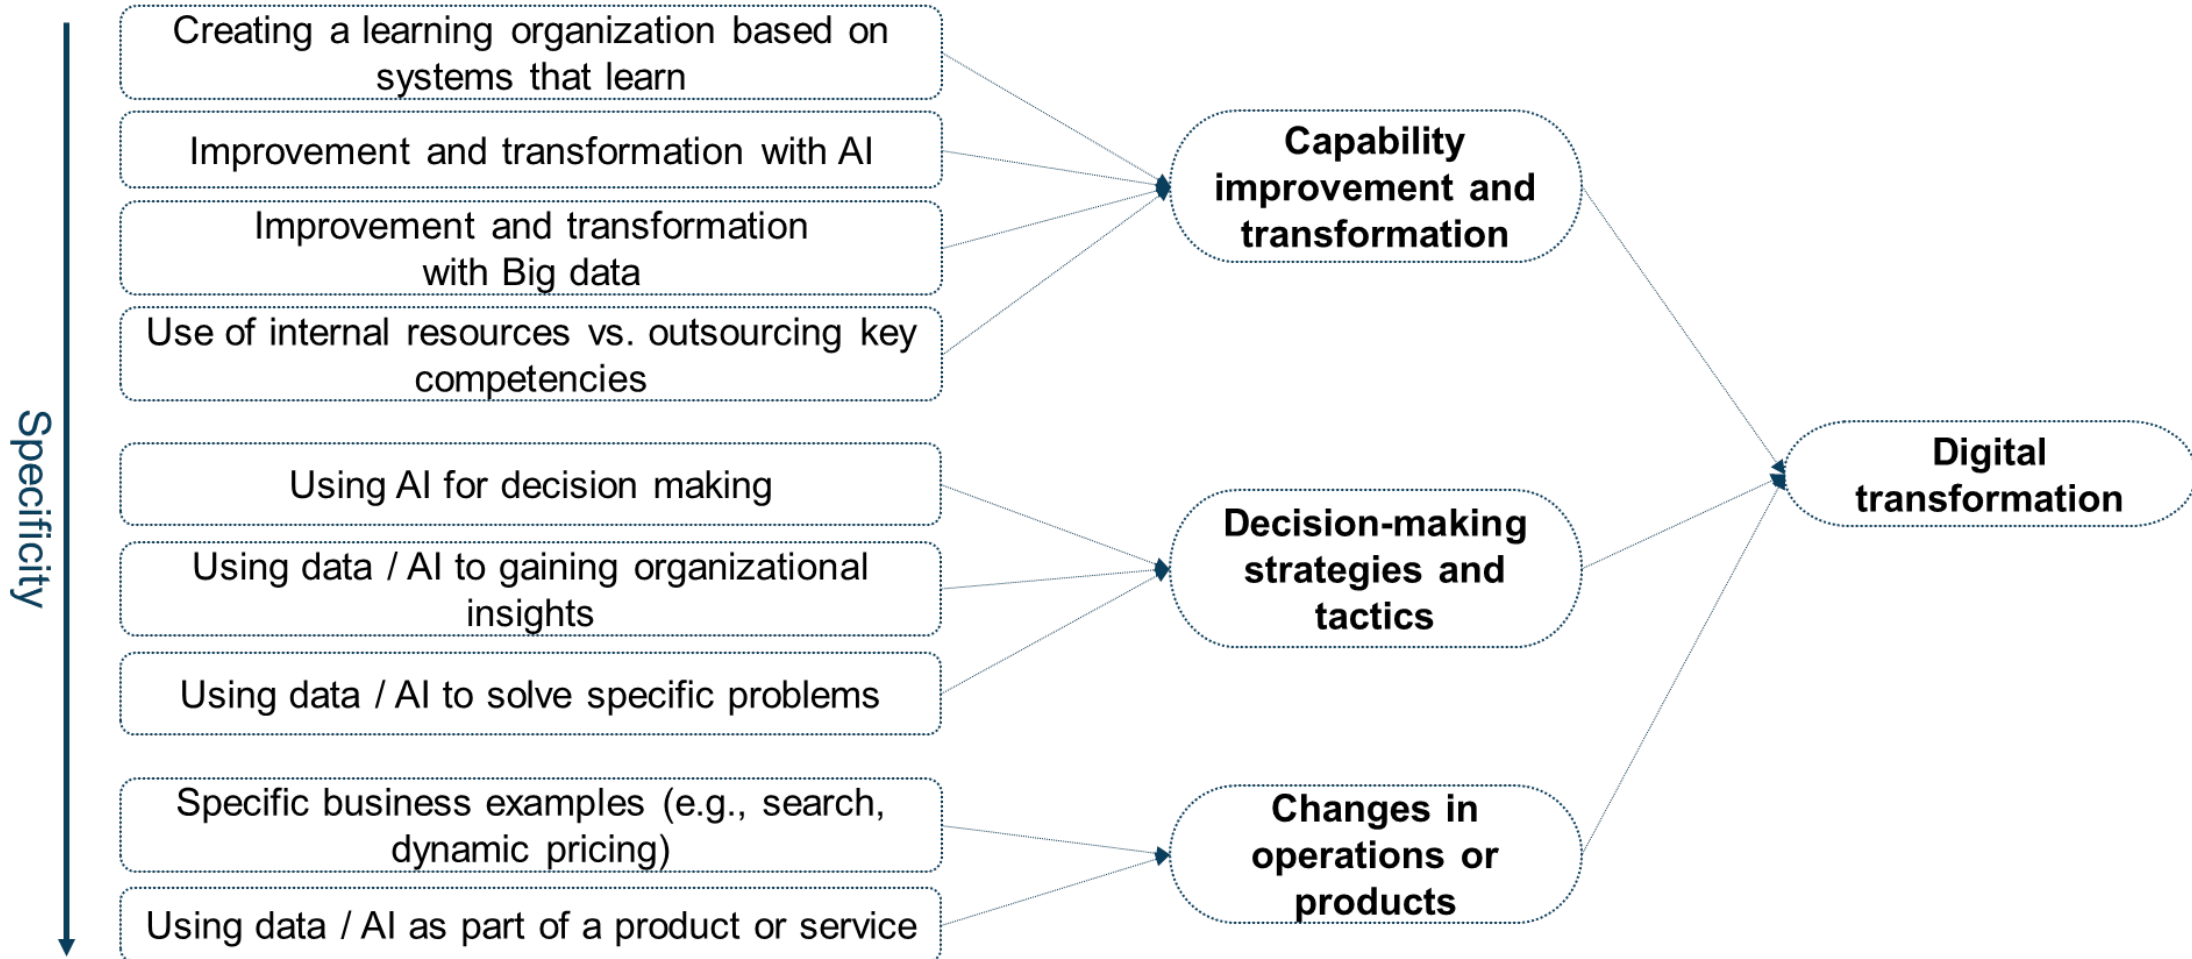 Creating a learning organization based on
systems that learn
Improvement and transformation with AI
Improvement and transformation
with Big data
Use of internal resources vs. outsourcing key
competencies
Using AI for decision making
Using data / AI to gaining organizational
insights
Using data / AI to solve specific problems
Specific business examples (e.g., search,
dynamic pricing)
Using data / AI as part of a product or service
Specificity
Capability
improvement and
transformation
Decision-making
strategies and
tactics
Changes in
operations or
products
Digital
transformation